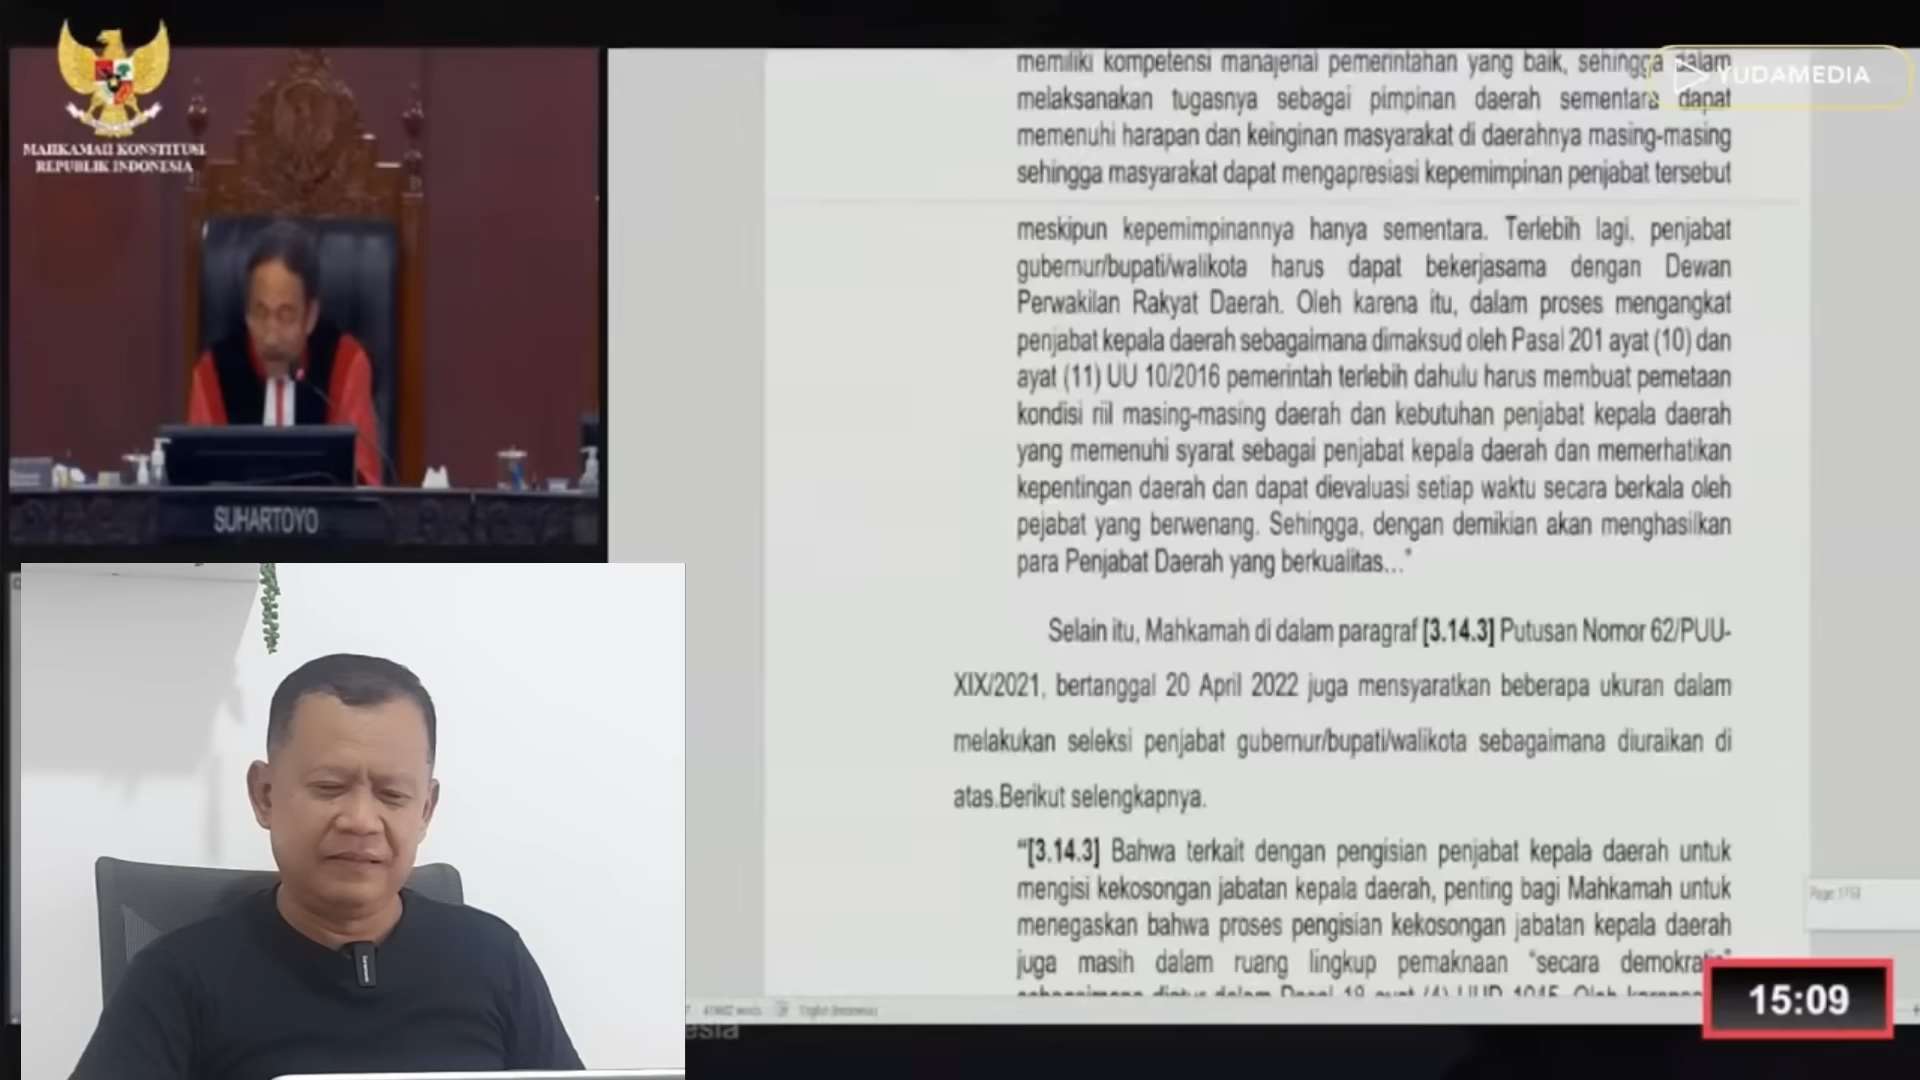 MAHKAMAH KONSTITUSI
REPUBLIK INDONESIA
SUHARTOYO
YUDAMEDIA
memiliki kompetensi manajerial pemerintahan yang baik, sehingga dalam
melaksanakan tugasnya sebagai pimpinan daerah sementara dapat
memenuhi harapan dan keinginan masyarakat di daerahnya masing-masing
sehingga masyarakat dapat mengapresiasi kepemimpinan penjabat tersebut
meskipun kepemimpinannya hanya sementara. Terlebih lagi, penjabat
gubernur/bupati/walikota harus dapat bekerjasama dengan Dewan
Perwakilan Rakyat Daerah. Oleh karena itu, dalam proses mengangkat
penjabat kepala daerah sebagaimana dimaksud oleh Pasal 201 ayat (10) dan
ayat (11) UU 10/2016 pemerintah terlebih dahulu harus membuat pemetaan
kondisi riil masing-masing daerah dan kebutuhan penjabat kepala daerah
yang memenuhi syarat sebagai penjabat kepala daerah dan memerhatikan
kepentingan daerah dan dapat dievaluasi setiap waktu secara berkala oleh
pejabat yang berwenang. Sehingga, dengan demikian akan menghasilkan
para Penjabat Daerah yang berkualitas..."
Selain itu, Mahkamah di dalam paragraf [3.14.3] Putusan Nomor 62/PUU-
XIX/2021, bertanggal 20 April 2022 juga mensyaratkan beberapa ukuran dalam
melakukan seleksi penjabat gubernur/bupati/walikota sebagaimana diuraikan di
atas.Berikut selengkapnya.
"[3.14.3] Bahwa terkait dengan pengisian penjabat kepala daerah untuk
mengisi kekosongan jabatan kepala daerah, penting bagi Mahkamah untuk
menegaskan bahwa proses pengisian kekosongan jabatan kepala daerah
juga masih dalam ruang lingkup pemaknaan "secara demokratis"
English (Indonesia)
esia
15:09